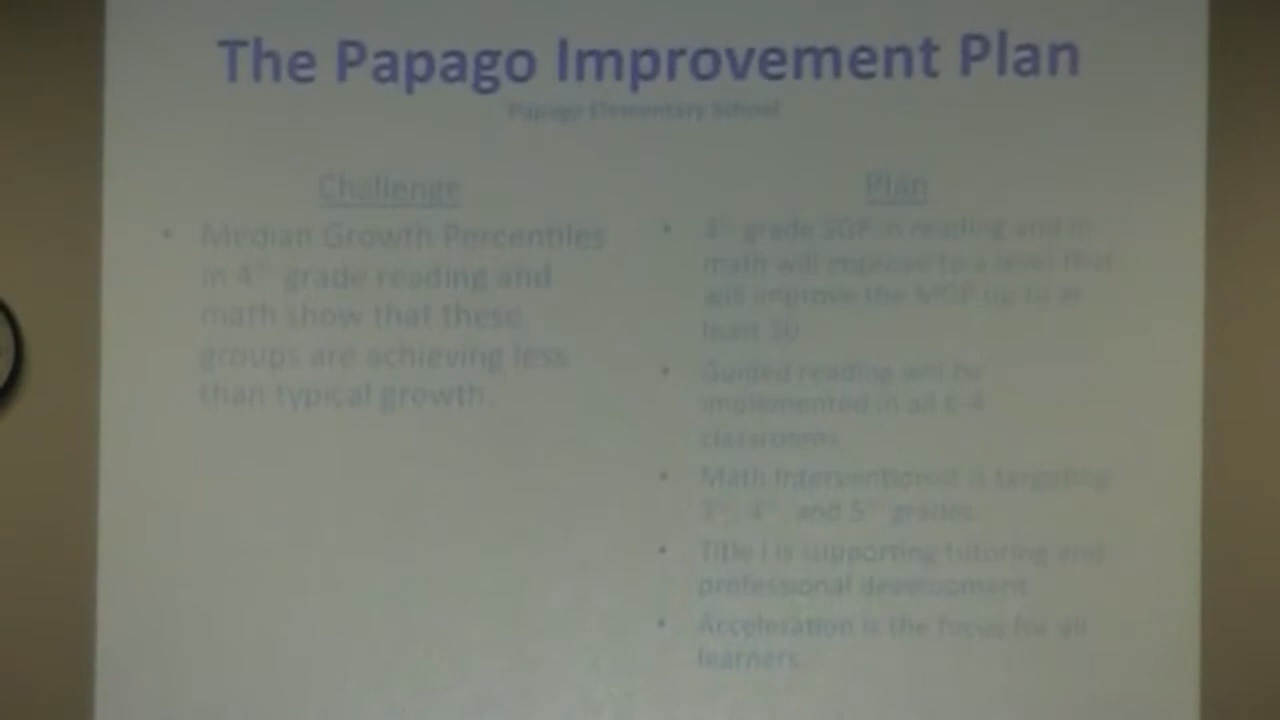 The Papago Improvement Plan
Papago Elementary School
Challenge
• Median Growth Percentiles
in 4th grade reading and
math show that these
groups are achieving less
than typical growth.
Plan
• 4th grade SGP in reading and in
math will improve to a level that
will improve the MGP up to at
least 50
• Guided reading will be
implemented in all K-4
classrooms
• Math Interventionist is targeting
3rd, 4th, and 5th grades
• Title I is supporting tutoring and
professional development
• Acceleration is the focus for all
learners